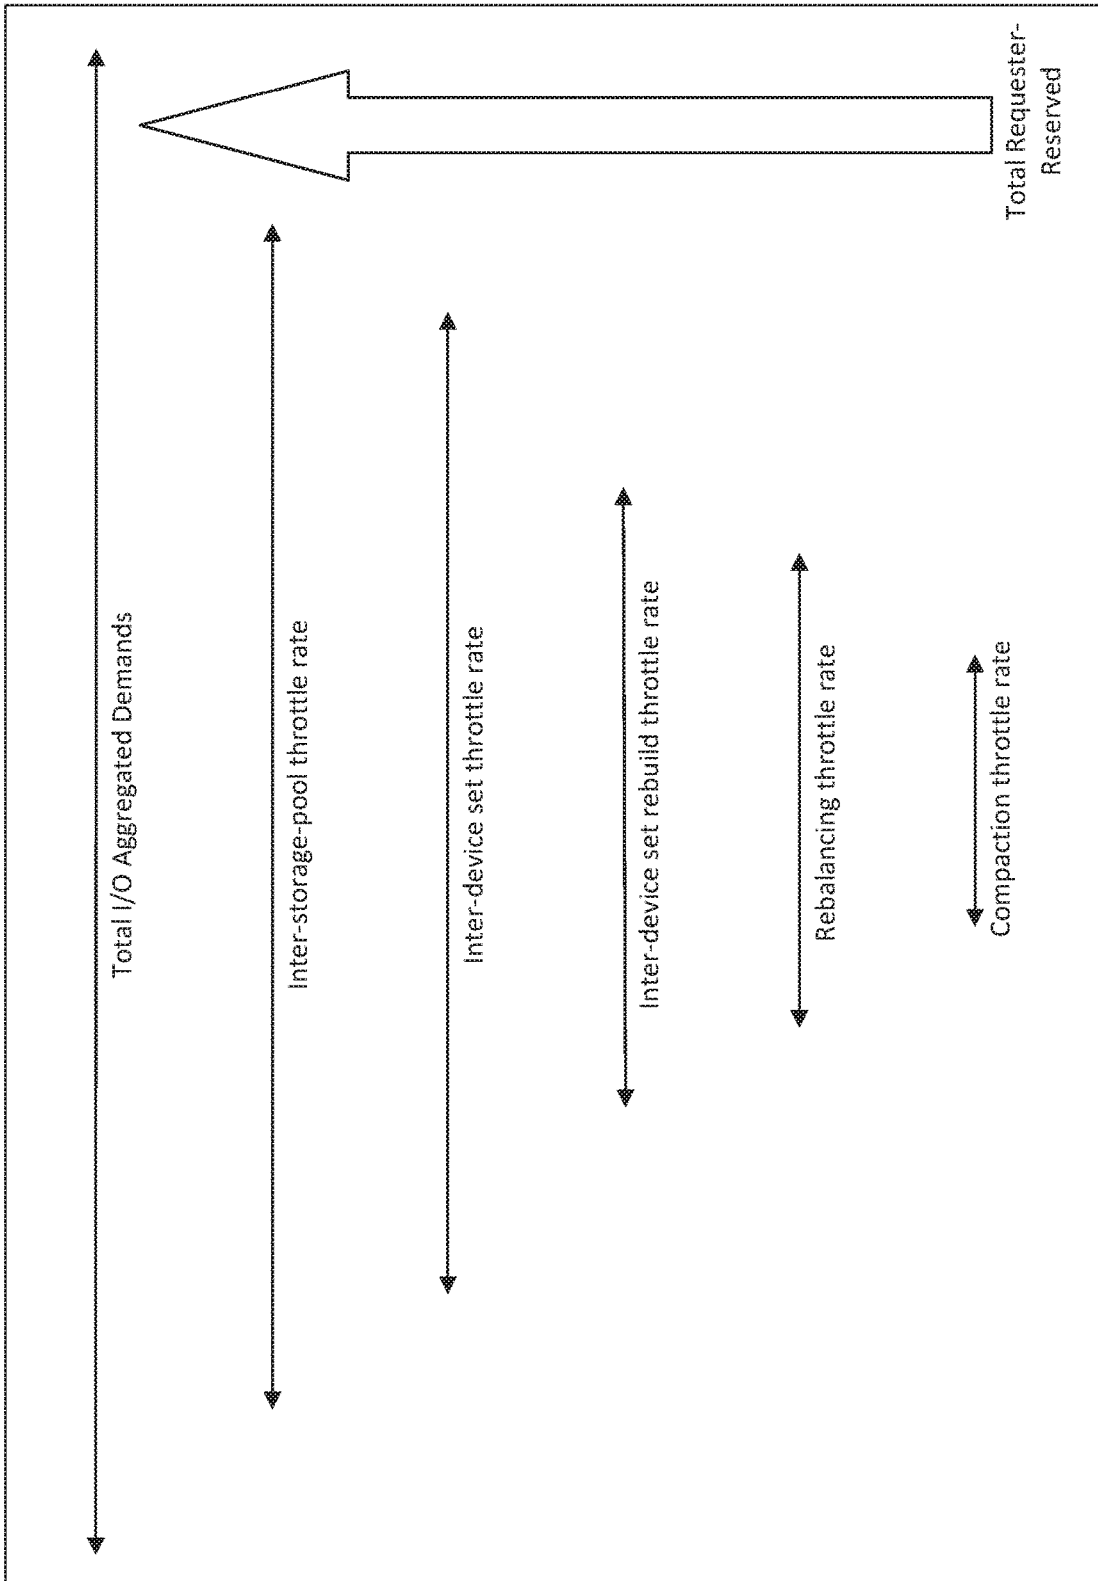 Total I/O Aggregated Demands
Inter-storage-pool throttle rate
Inter-device set throttle rate
Inter-device set rebuild throttle rate
Rebalancing throttle rate
Compaction throttle rate
Total Requester-
Reserved